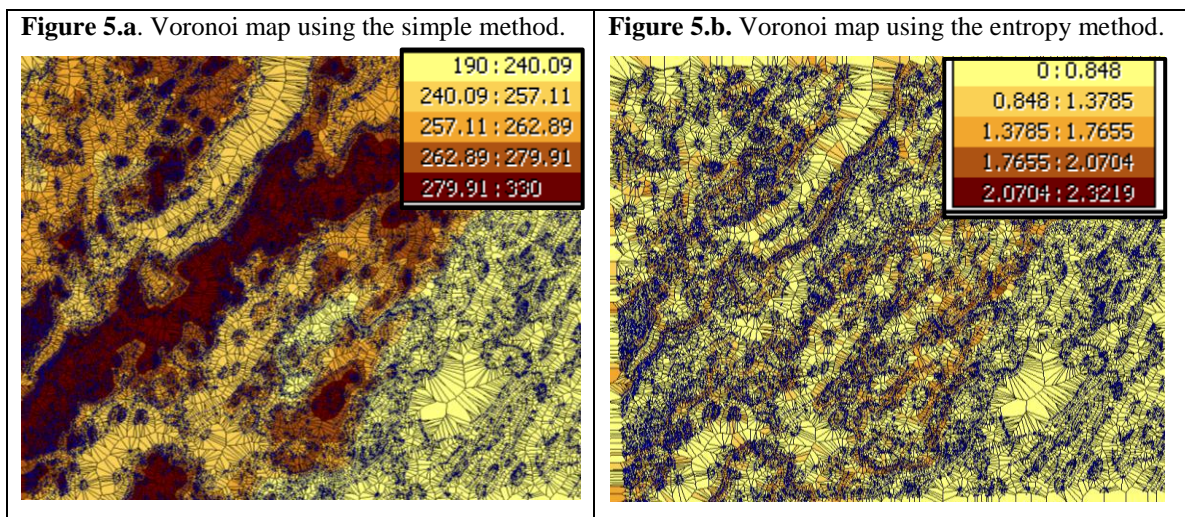 Figure 5.a. Voronoi map using the simple method.
190 : 240.09
240.09 : 257.11
257.11 : 262.89
262.89 : 279.91
279.91 : 330
Figure 5.b. Voronoi map using the entropy method.
0 : 0.848
0.848 : 1.3785
1.3785 : 1.7655
1.7655 : 2.0704
2.0704 : 2.3219